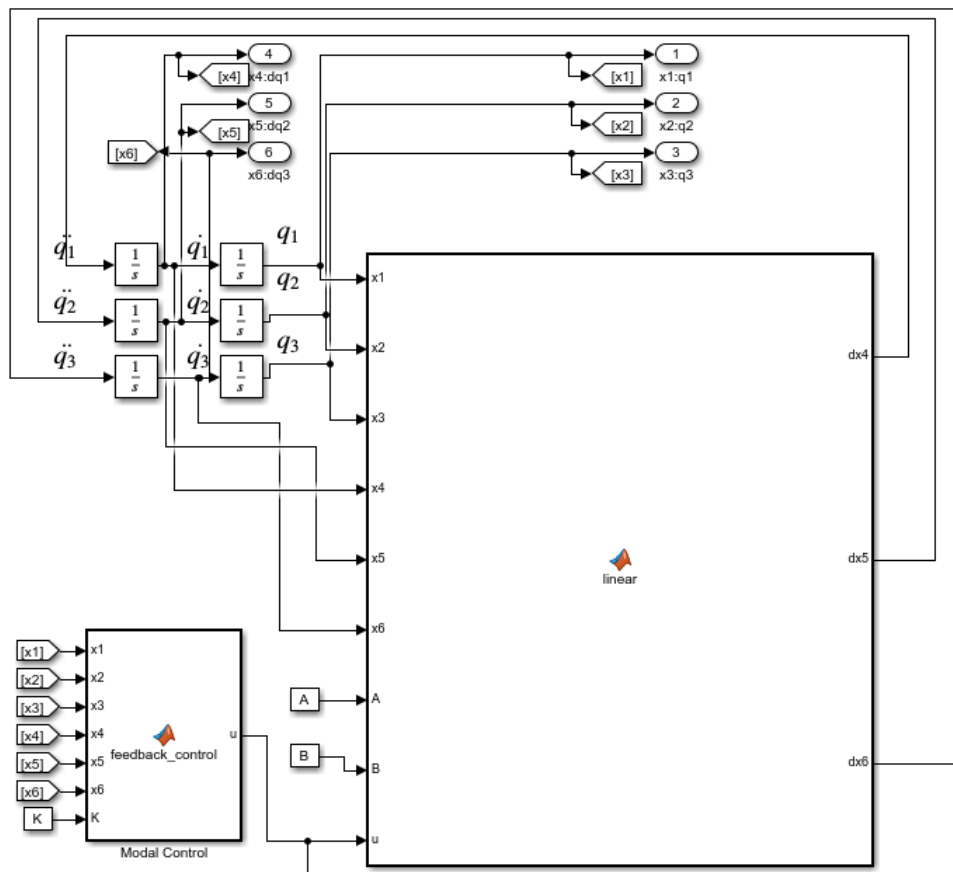 4
[x4]
x4:dq1
5
[x5]
x5:dq2
[x6]
6
x6:dq3
1
[x1]
x1:q1
2
[x2]
x2:q2
3
[x3]
x3:q3
q̈₁
1/s
q̇₁
1/s
q₁
q̈₂
1/s
q̇₂
1/s
q₂
q̈₃
1/s
q̇₃
1/s
q₃
x1
x2
x3
x4
x5
x6
A
A
B
B
u
linear
dx4
dx5
dx6
[x1]
x1
[x2]
x2
[x3]
x3
[x4]
x4
[x5]
x5
[x6]
x6
K
K
feedback_control
u
Modal Control